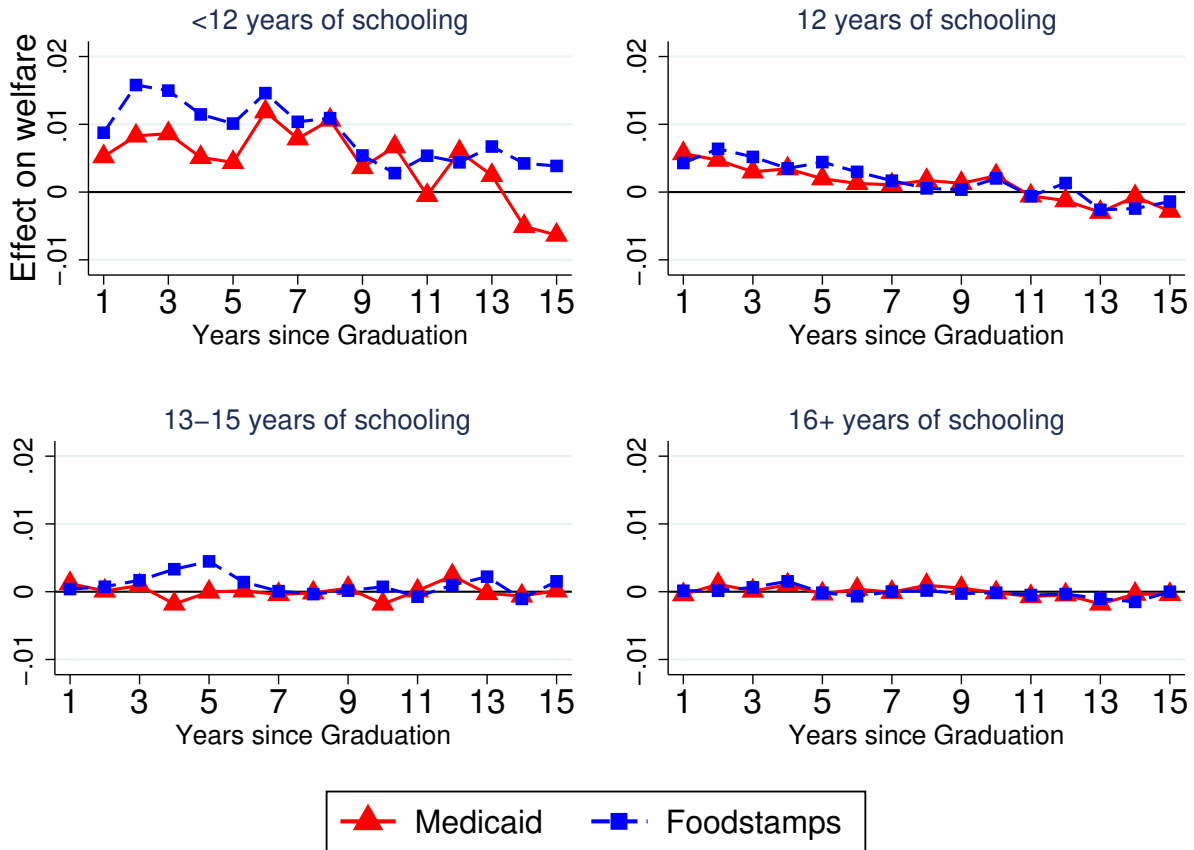 <12 years of schooling
12 years of schooling
Effect on welfare
.02
.01
0
-.01
1 3 5 7 9 11 13 15
Years since Graduation
.02
.01
0
-.01
1 3 5 7 9 11 13 15
Years since Graduation
13−15 years of schooling
16+ years of schooling
.02
.01
0
-.01
1 3 5 7 9 11 13 15
Years since Graduation
.02
.01
0
-.01
1 3 5 7 9 11 13 15
Years since Graduation
Medicaid Foodstamps